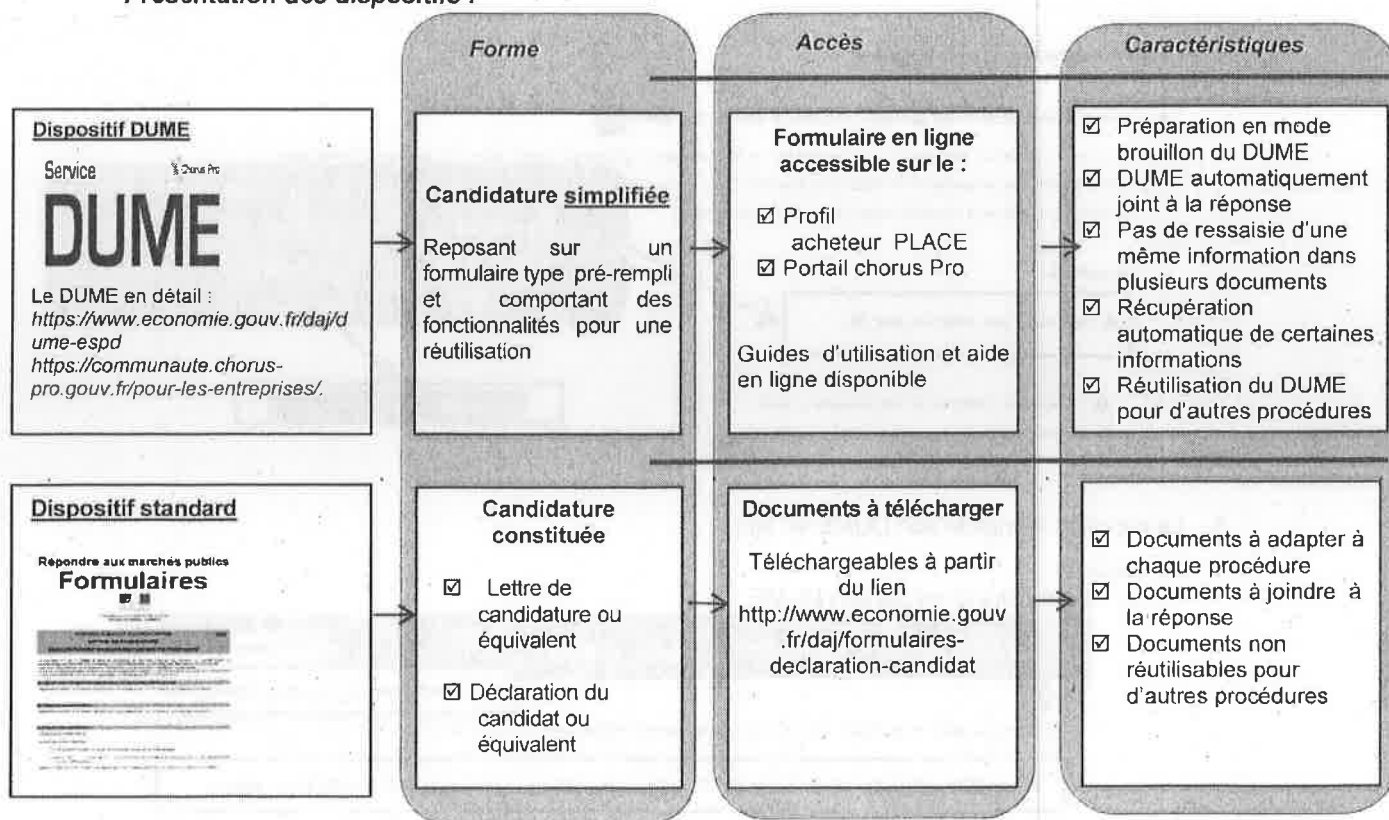 Présentation des dispositifs :
Forme
Accès
Caractéristiques
Dispositif DUME
Service
Chorus Pro
DUME
Le DUME en détail :
https://www.economie.gouv.fr/daj/d
ume-espd
https://communaute.chorus-
pro.gouv.fr/pour-les-entreprises/.
Candidature simplifiée
Reposant sur un
formulaire type pré-rempli
et comportant des
fonctionnalités pour une
réutilisation
Formulaire en ligne
accessible sur le :
☑ Profil
acheteur PLACE
☑ Portail chorus Pro
Guides d'utilisation et aide
en ligne disponible
☑ Préparation en mode
brouillon du DUME
☑ DUME automatiquement
joint à la réponse
☑ Pas de ressaisie d'une
même information dans
plusieurs documents
☑ Récupération
automatique de certaines
informations
☑ Réutilisation du DUME
pour d'autres procédures
Dispositif standard
Répondre aux marchés publics
Formulaires
Candidature
constituée
☑ Lettre de
candidature ou
équivalent
☑ Déclaration du
candidat ou
équivalent
Documents à télécharger
Téléchargeables à partir
du lien
http://www.economie.gouv
.fr/daj/formulaires-
declaration-candidat
☑ Documents à adapter à
chaque procédure
☑ Documents à joindre à
la réponse
☑ Documents non
réutilisables pour
d'autres procédures